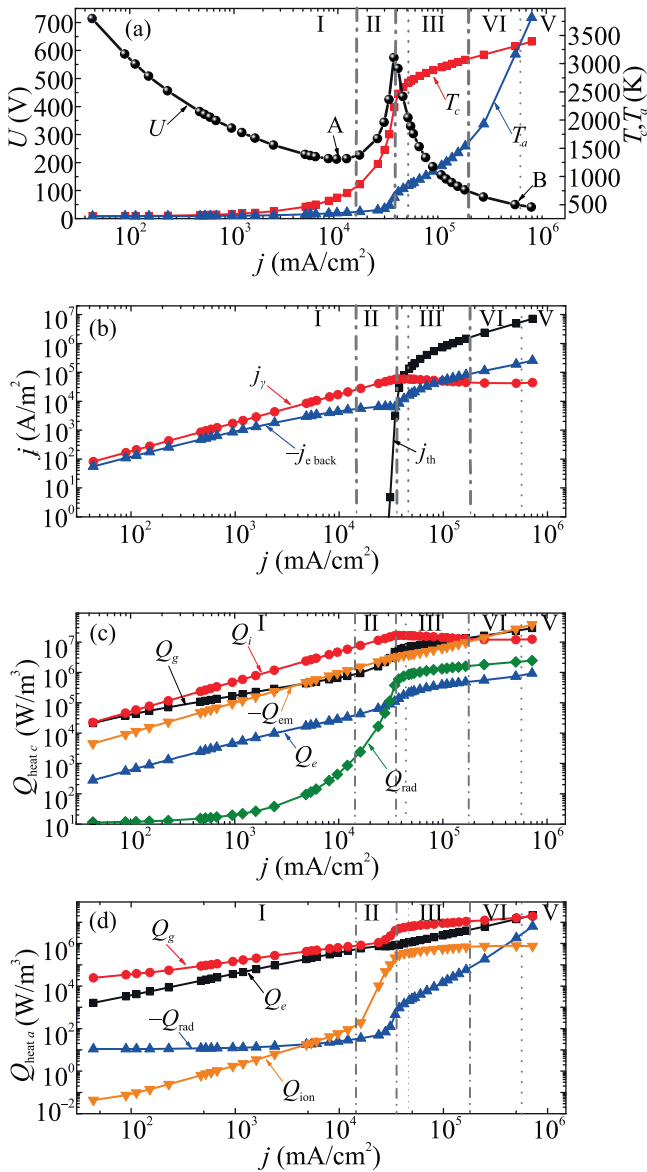 (a) I II III VI V
700
600
500
400
300
200
100
0
U (V)
3500
3000
2500
2000
1500
1000
500
T_c,T_a (K)
U
A
T_c
T_a
B
10^2 10^3 10^4 10^5 10^6
j (mA/cm^2)
(b) I II III VI V
10^7
10^6
10^5
10^4
10^3
10^2
10^1
10^0
j_i (A/m^2)
j_γ
−j_e back
j_th
10^2 10^3 10^4 10^5 10^6
j (mA/cm^2)
(c) I II III VI V
10^7
10^6
10^5
10^4
10^3
10^2
10^1
Q_heat c (W/m^3)
Q_i
Q_g
−Q_em
Q_e
Q_rad
10^2 10^3 10^4 10^5 10^6
j (mA/cm^2)
(d) I II III VI V
10^6
10^4
10^2
10^0
10^−2
Q_heat a (W/m^3)
Q_g
Q_e
−Q_rad
Q_ion
10^2 10^3 10^4 10^5 10^6
j (mA/cm^2)